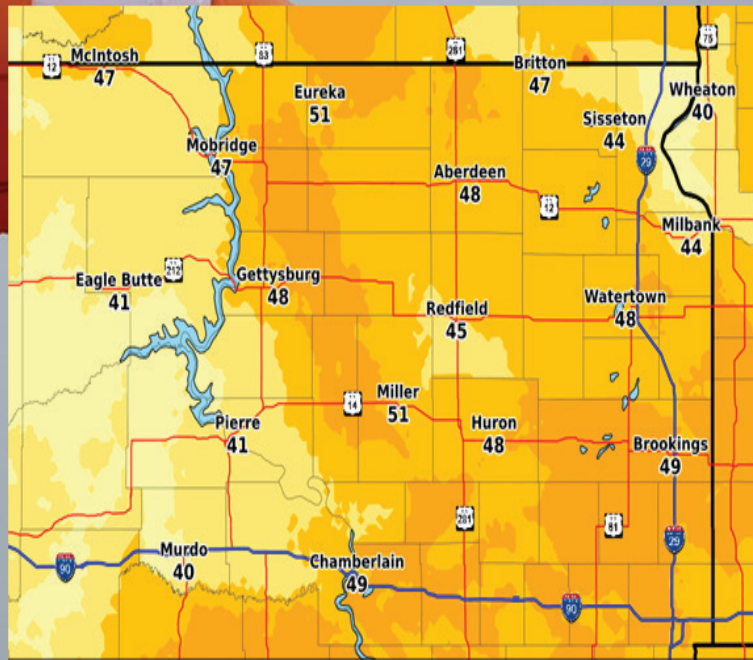 75
83
281
McIntosh
12
47
Britton
47
Eureka
51
Wheaton
40
Sisseton
44
Mobridge
47
29
Aberdeen
48
12
Milbank
44
212
Eagle Butte
41
Gettysburg
48
Redfield
45
Watertown
48
14
Miller
51
Pierre
41
Huron
48
Brookings
49
281
81
29
Murdo
40
90
Chamberlain
49
90